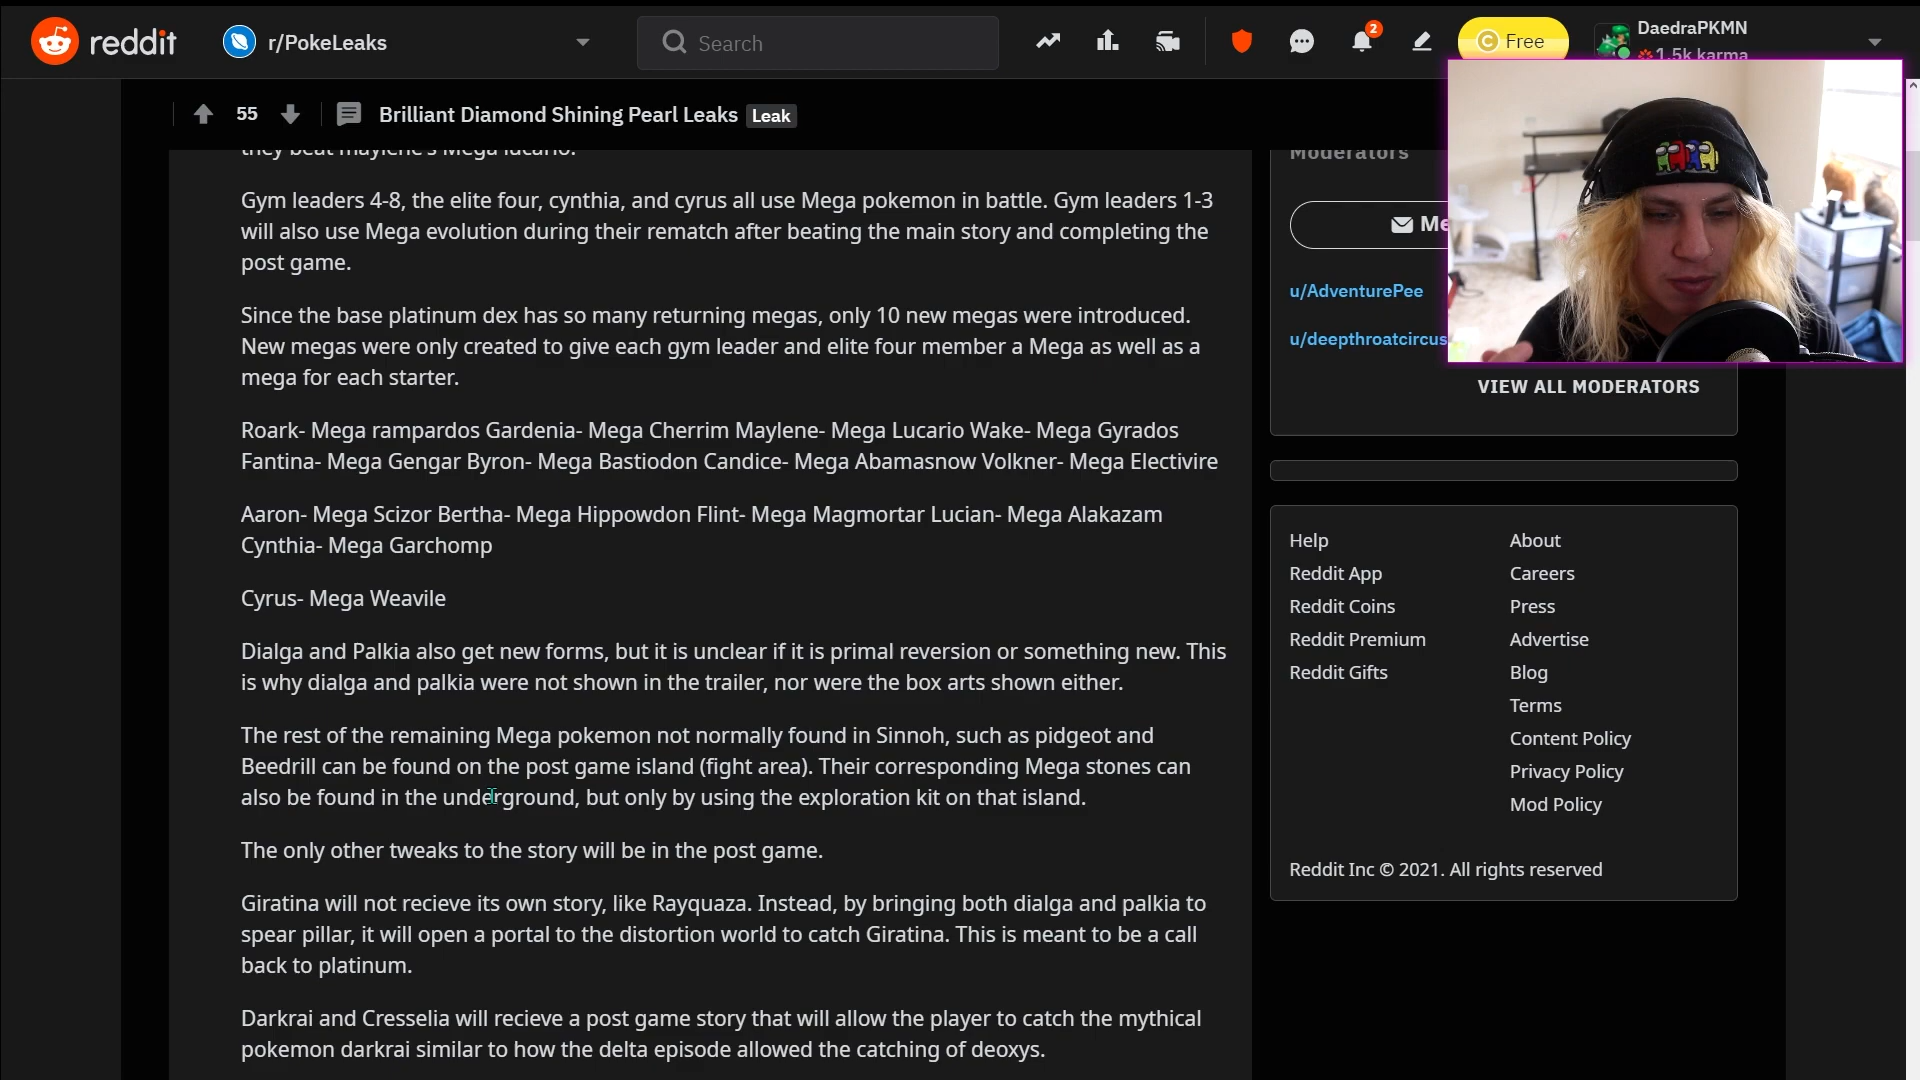 reddit
r/PokeLeaks
Search
2
Free
DaedraPKMN
1.5k karma
55
Brilliant Diamond Shining Pearl Leaks Leak
they beat maylene's Mega lucario.
Gym leaders 4-8, the elite four, cynthia, and cyrus all use Mega pokemon in battle. Gym leaders 1-3
will also use Mega evolution during their rematch after beating the main story and completing the
post game.
Since the base platinum dex has so many returning megas, only 10 new megas were introduced.
New megas were only created to give each gym leader and elite four member a Mega as well as a
mega for each starter.
Roark- Mega rampardos Gardenia- Mega Cherrim Maylene- Mega Lucario Wake- Mega Gyrados
Fantina- Mega Gengar Byron- Mega Bastiodon Candice- Mega Abamasnow Volkner- Mega Electivire
Aaron- Mega Scizor Bertha- Mega Hippowdon Flint- Mega Magmortar Lucian- Mega Alakazam
Cynthia- Mega Garchomp
Cyrus- Mega Weavile
Dialga and Palkia also get new forms, but it is unclear if it is primal reversion or something new. This
is why dialga and palkia were not shown in the trailer, nor were the box arts shown either.
The rest of the remaining Mega pokemon not normally found in Sinnoh, such as pidgeot and
Beedrill can be found on the post game island (fight area). Their corresponding Mega stones can
also be found in the underground, but only by using the exploration kit on that island.
The only other tweaks to the story will be in the post game.
Giratina will not recieve its own story, like Rayquaza. Instead, by bringing both dialga and palkia to
spear pillar, it will open a portal to the distortion world to catch Giratina. This is meant to be a call
back to platinum.
Darkrai and Cresselia will recieve a post game story that will allow the player to catch the mythical
pokemon darkrai similar to how the delta episode allowed the catching of deoxys.
Moderators
Me
u/AdventurePee
u/deepthroatcircus
VIEW ALL MODERATORS
Help
Reddit App
Reddit Coins
Reddit Premium
Reddit Gifts
About
Careers
Press
Advertise
Blog
Terms
Content Policy
Privacy Policy
Mod Policy
Reddit Inc © 2021. All rights reserved